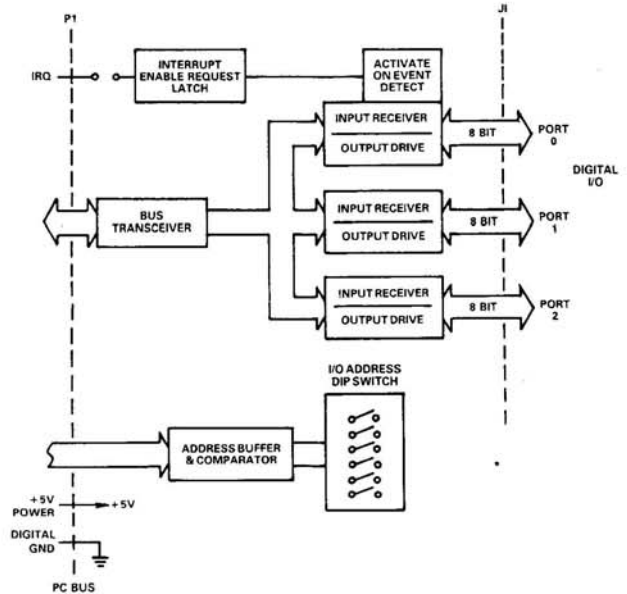 P1
J1
IRQ
INTERRUPT
ENABLE REQUEST
LATCH
ACTIVATE
ON EVENT
DETECT
INPUT RECEIVER
OUTPUT DRIVE
8 BIT
PORT
0
DIGITAL
I/O
BUS
TRANSCEIVER
INPUT RECEIVER
OUTPUT DRIVE
8 BIT
PORT
1
INPUT RECEIVER
OUTPUT DRIVE
8 BIT
PORT
2
I/O ADDRESS
DIP SWITCH
ADDRESS BUFFER
& COMPARATOR
+5V
POWER
+5V
DIGITAL
GND
PC BUS